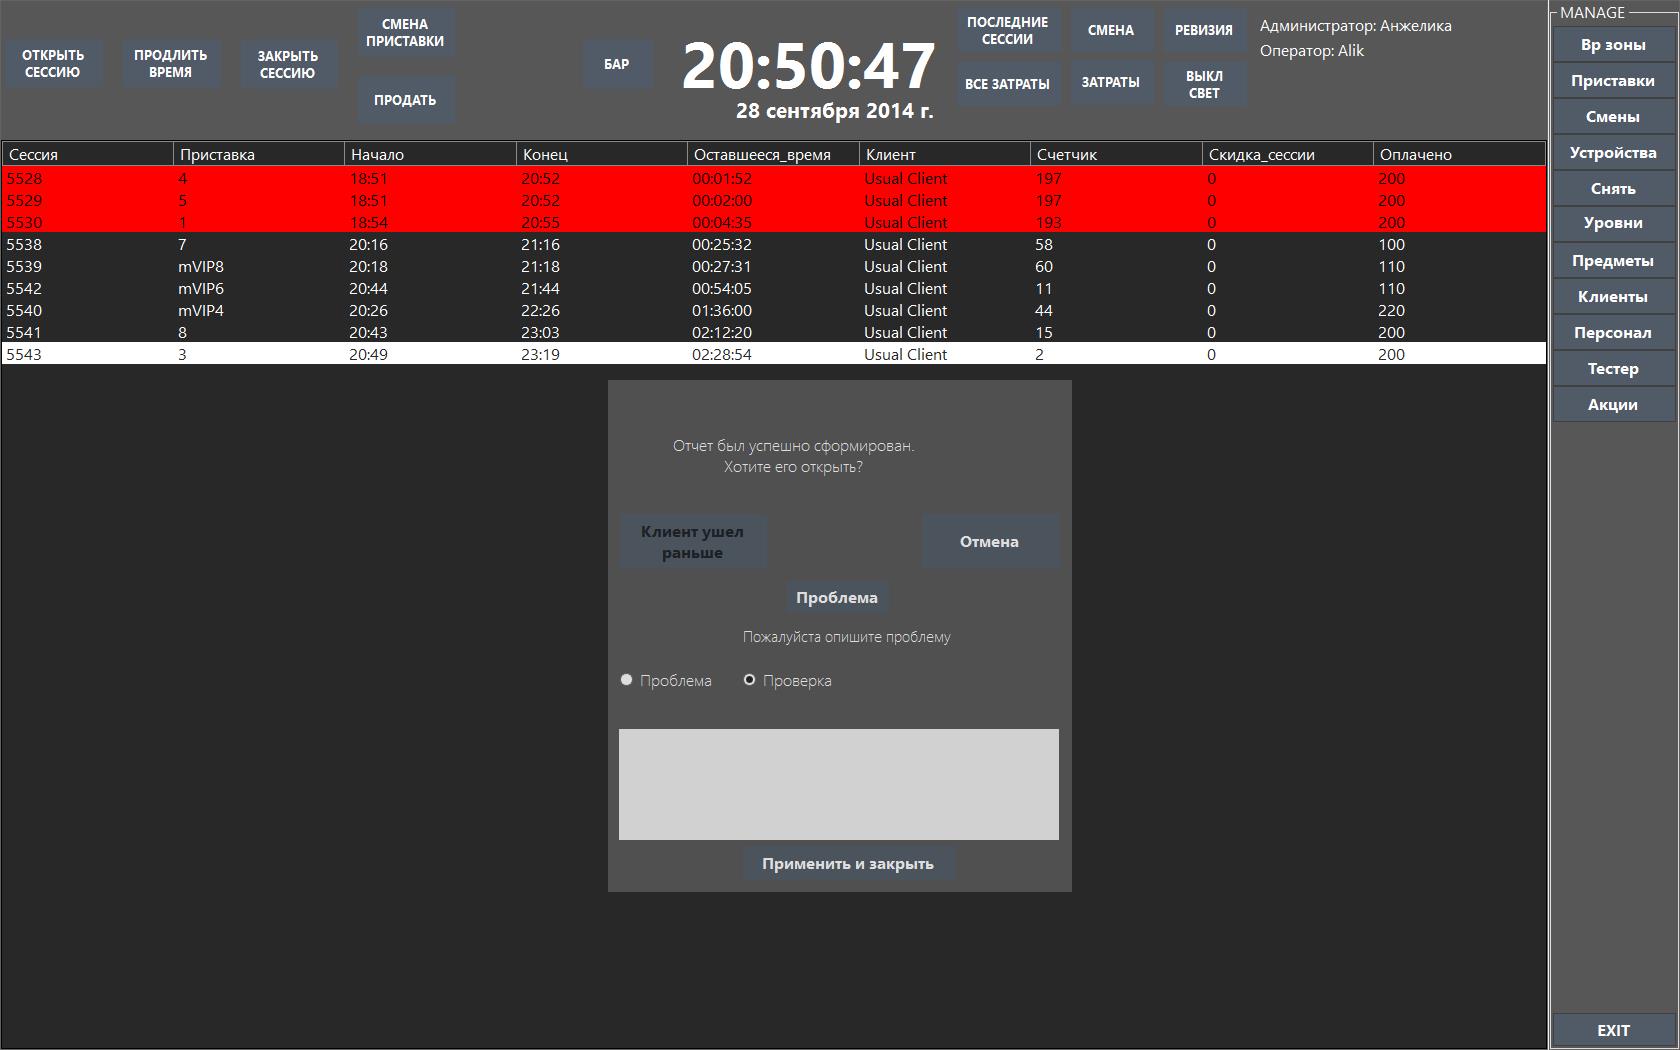 ОТКРЫТЬ
СЕССИЮ
ПРОДЛИТЬ
ВРЕМЯ
ЗАКРЫТЬ
СЕССИЮ
СМЕНА
ПРИСТАВКИ
ПРОДАТЬ
БАР
20:50:47
28 сентября 2014 г.
ПОСЛЕДНИЕ
СЕССИИ
СМЕНА
РЕВИЗИЯ
ВСЕ ЗАТРАТЫ
ЗАТРАТЫ
ВЫКЛ
СВЕТ
Администратор: Анжелика
Оператор: Alik
Сессия Приставка Начало Конец Оставшееся_время Клиент Счетчик Скидка_сессии Оплачено
5528 4 18:51 20:52 00:01:52 Usual Client 197 0 200
5529 5 18:51 20:52 00:02:00 Usual Client 197 0 200
5530 1 18:54 20:55 00:04:35 Usual Client 193 0 200
5538 7 20:16 21:16 00:25:32 Usual Client 58 0 100
5539 mVIP8 20:18 21:18 00:27:31 Usual Client 60 0 110
5542 mVIP6 20:44 21:44 00:54:05 Usual Client 11 0 110
5540 mVIP4 20:26 22:26 01:36:00 Usual Client 44 0 220
5541 8 20:43 23:03 02:12:20 Usual Client 15 0 200
5543 3 20:49 23:19 02:28:54 Usual Client 2 0 200
Отчет был успешно сформирован.
Хотите его открыть?
Клиент ушел
раньше
Отмена
Проблема
Пожалуйста опишите проблему
Проблема Проверка
Применить и закрыть
MANAGE
Вр зоны
Приставки
Смены
Устройства
Снять
Уровни
Предметы
Клиенты
Персонал
Тестер
Акции
EXIT